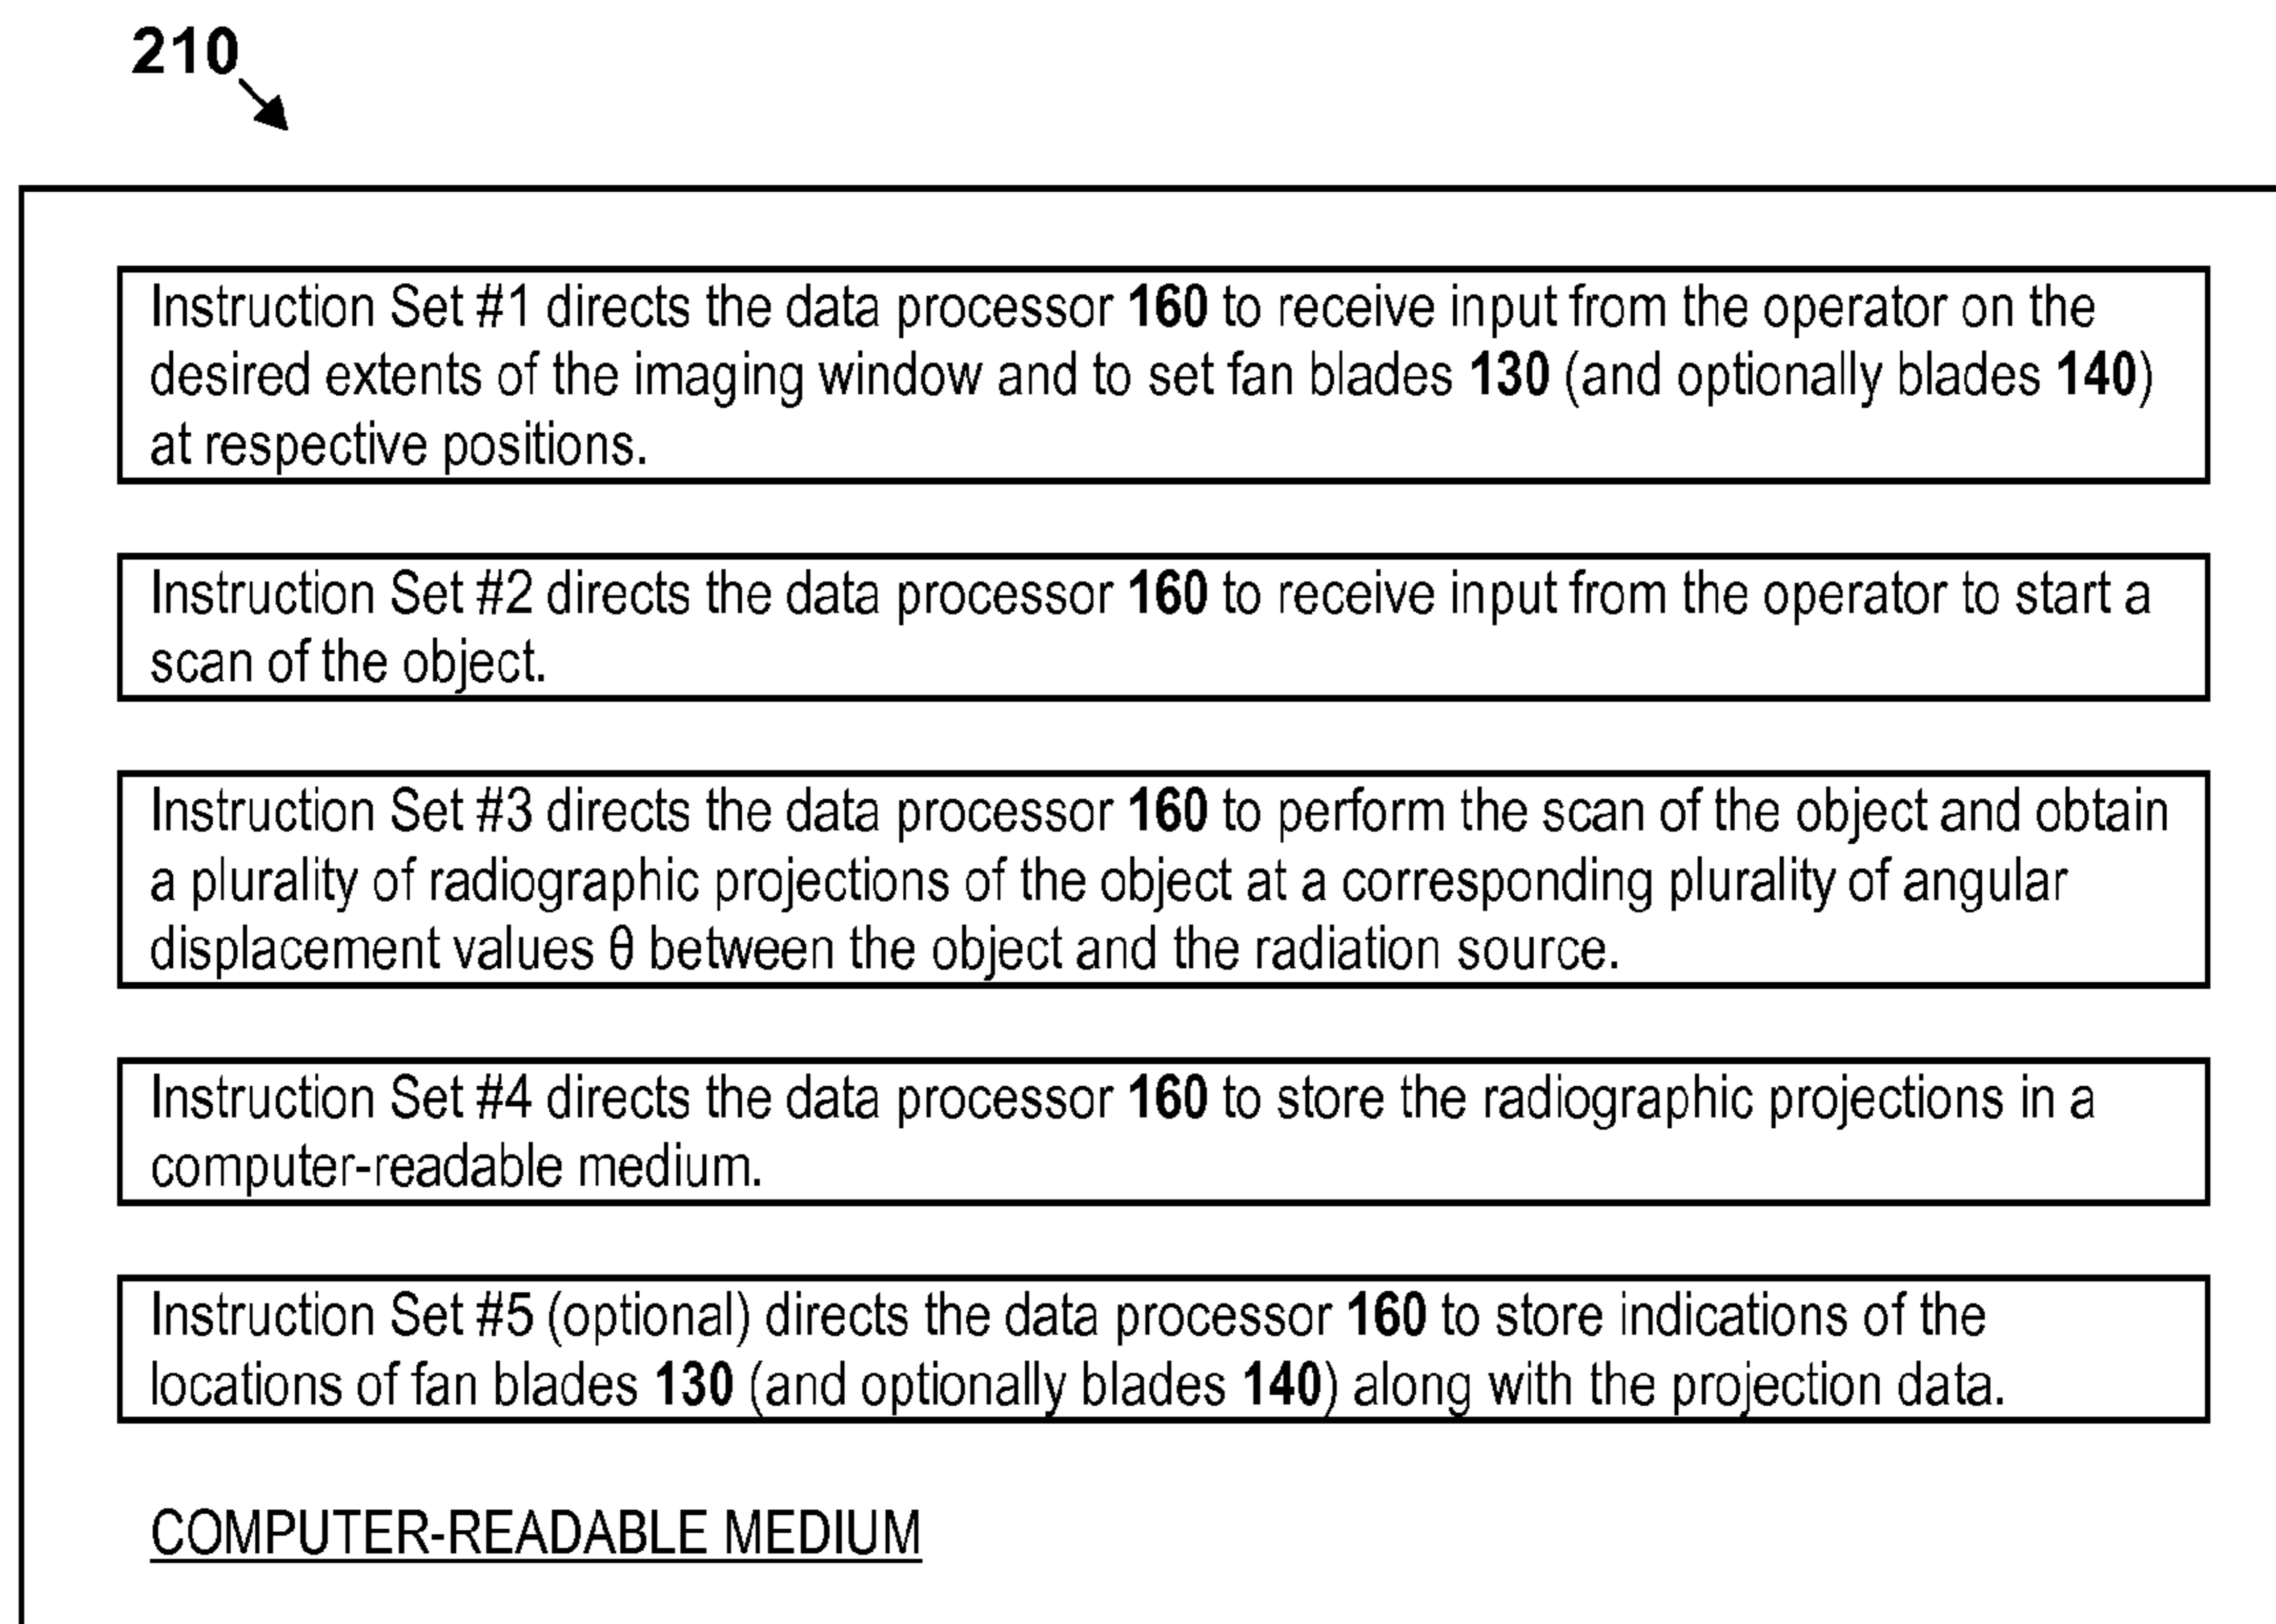 210
Instruction Set #1 directs the data processor 160 to receive input from the operator on the
desired extents of the imaging window and to set fan blades 130 (and optionally blades 140)
at respective positions.
Instruction Set #2 directs the data processor 160 to receive input from the operator to start a
scan of the object.
Instruction Set #3 directs the data processor 160 to perform the scan of the object and obtain
a plurality of radiographic projections of the object at a corresponding plurality of angular
displacement values θ between the object and the radiation source.
Instruction Set #4 directs the data processor 160 to store the radiographic projections in a
computer-readable medium.
Instruction Set #5 (optional) directs the data processor 160 to store indications of the
locations of fan blades 130 (and optionally blades 140) along with the projection data.
COMPUTER-READABLE MEDIUM